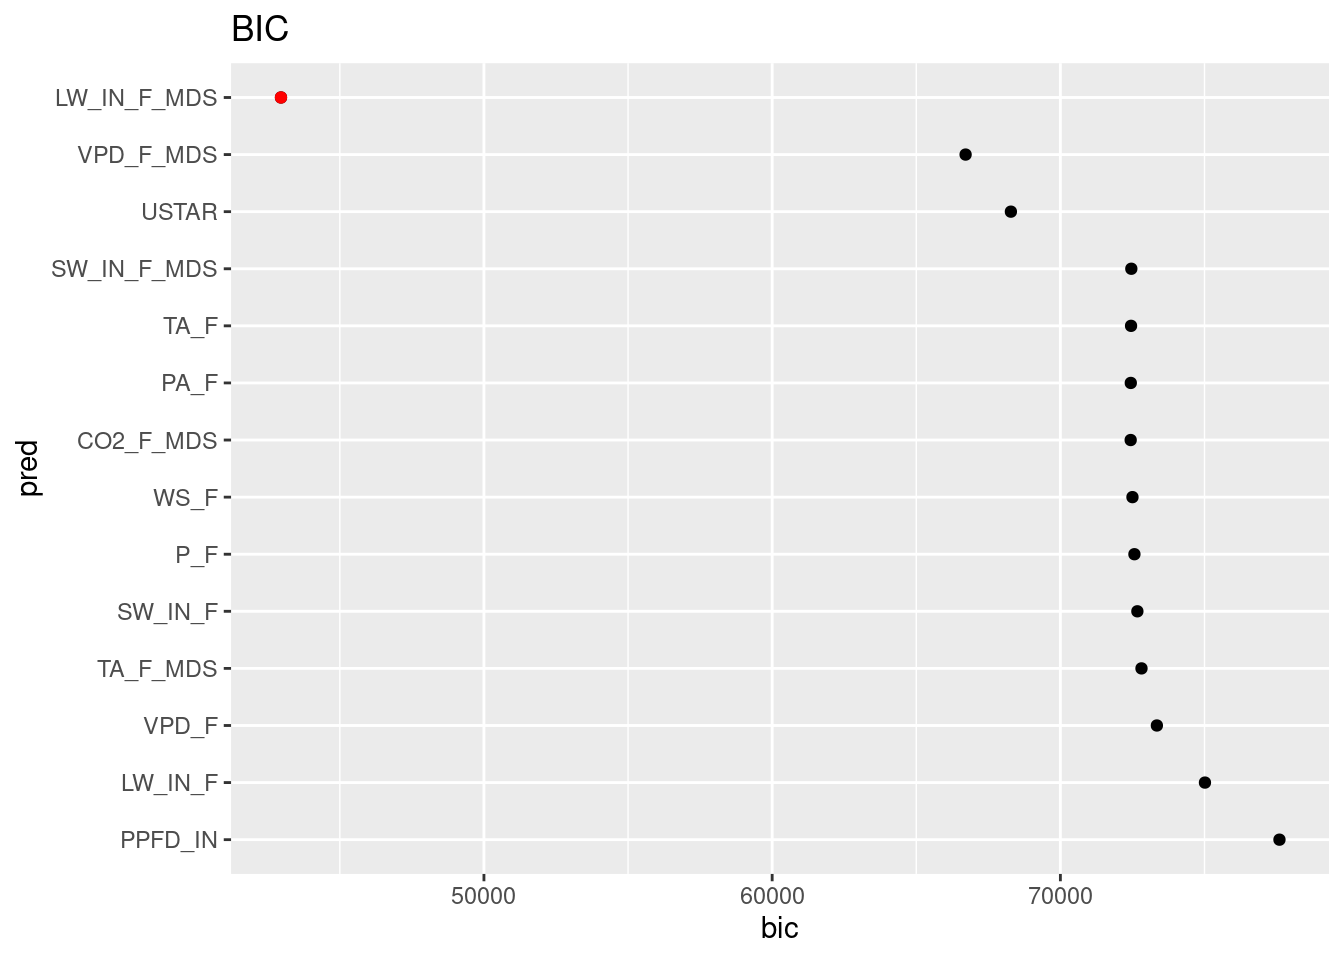 BIC
LW_IN_F_MDS
VPD_F_MDS
USTAR
SW_IN_F_MDS
TA_F
PA_F
CO2_F_MDS
WS_F
P_F
SW_IN_F
TA_F_MDS
VPD_F
LW_IN_F
PPFD_IN
pred
50000 60000 70000
bic